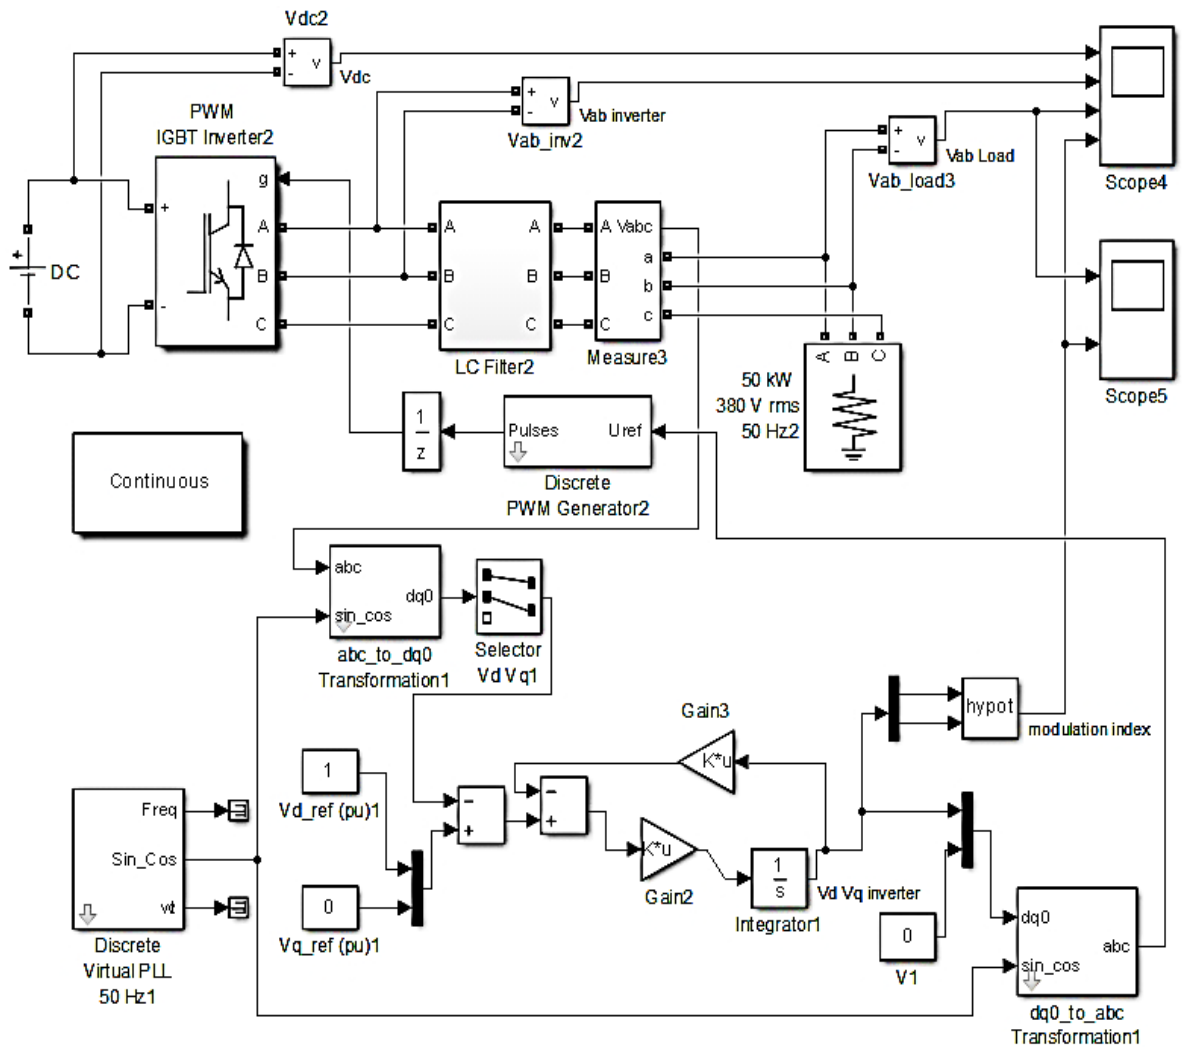 Vdc2
+
-
v
Vdc
PWM
IGBT Inverter2
+
-
v
Vab inverter
Vab_inv2
+
-
v
Vab Load
Vab_load3
Scope4
g
+
-
A
B
C
+
DC
A
B
C
A
B
C
LC Filter2
A
B
C
Vabc
a
b
c
Measure3
A
B
C
50 kW
380 V rms
50 Hz2
Scope5
1
z
Pulses
Uref
Discrete
PWM Generator2
Continuous
abc
sin_cos
dq0
abc_to_dq0
Transformation1
Selector
Vd Vq1
Gain3
K*u
hypot
modulation index
1
Vd_ref (pu)1
-
+
-
+
K*u
Gain2
1
s
Integrator1
Vd Vq inverter
Freq
Sin_Cos
wt
Discrete
Virtual PLL
50 Hz1
0
Vq_ref (pu)1
0
V1
dq0
sin_cos
abc
dq0_to_abc
Transformation1